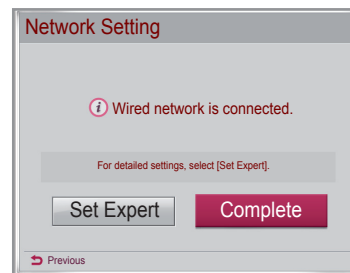 Network Setting
i Wired network is connected.
For detailed settings, select [Set Expert].
Set Expert Complete
Previous